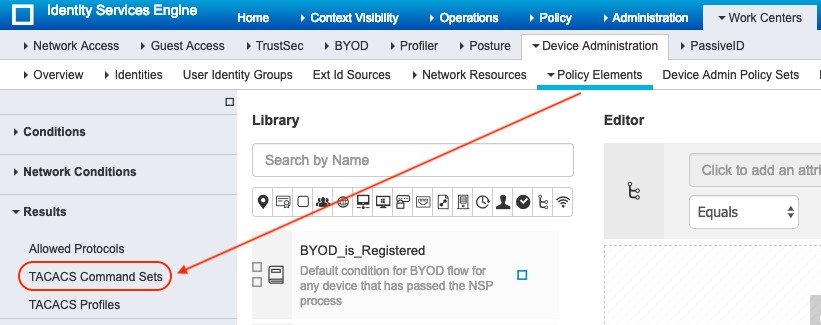 Identity Services Engine
Home Context Visibility Operations Policy Administration Work Centers
Network Access Guest Access TrustSec BYOD Profiler Posture Device Administration PassiveID
Overview Identities User Identity Groups Ext Id Sources Network Resources Policy Elements Device Admin Policy Sets
Conditions
Network Conditions
Results
Allowed Protocols
TACACS Command Sets
TACACS Profiles
Library
Search by Name
BYOD_is_Registered
Default condition for BYOD flow for
any device that has passed the NSP
process
Editor
Click to add an attri
Equals